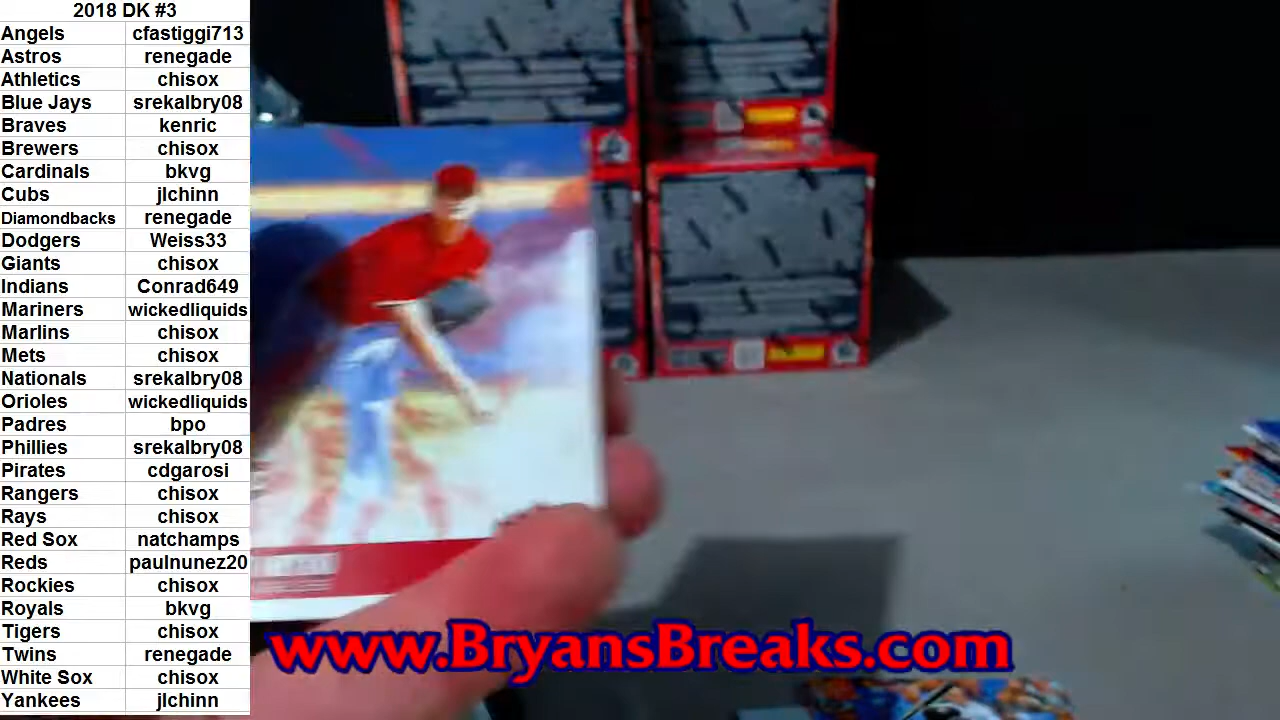 2018 DK #3
Angels cfastiggi713
Astros renegade
Athletics chisox
Blue Jays srekalbry08
Braves kenric
Brewers chisox
Cardinals bkvg
Cubs jlchinn
Diamondbacks renegade
Dodgers Weiss33
Giants chisox
Indians Conrad649
Mariners wickedliquids
Marlins chisox
Mets chisox
Nationals srekalbry08
Orioles wickedliquids
Padres bpo
Phillies srekalbry08
Pirates cdgarosi
Rangers chisox
Rays chisox
Red Sox natchamps
Reds paulnunez20
Rockies chisox
Royals bkvg
Tigers chisox
Twins renegade
White Sox chisox
Yankees jlchinn
www.BryansBreaks.com